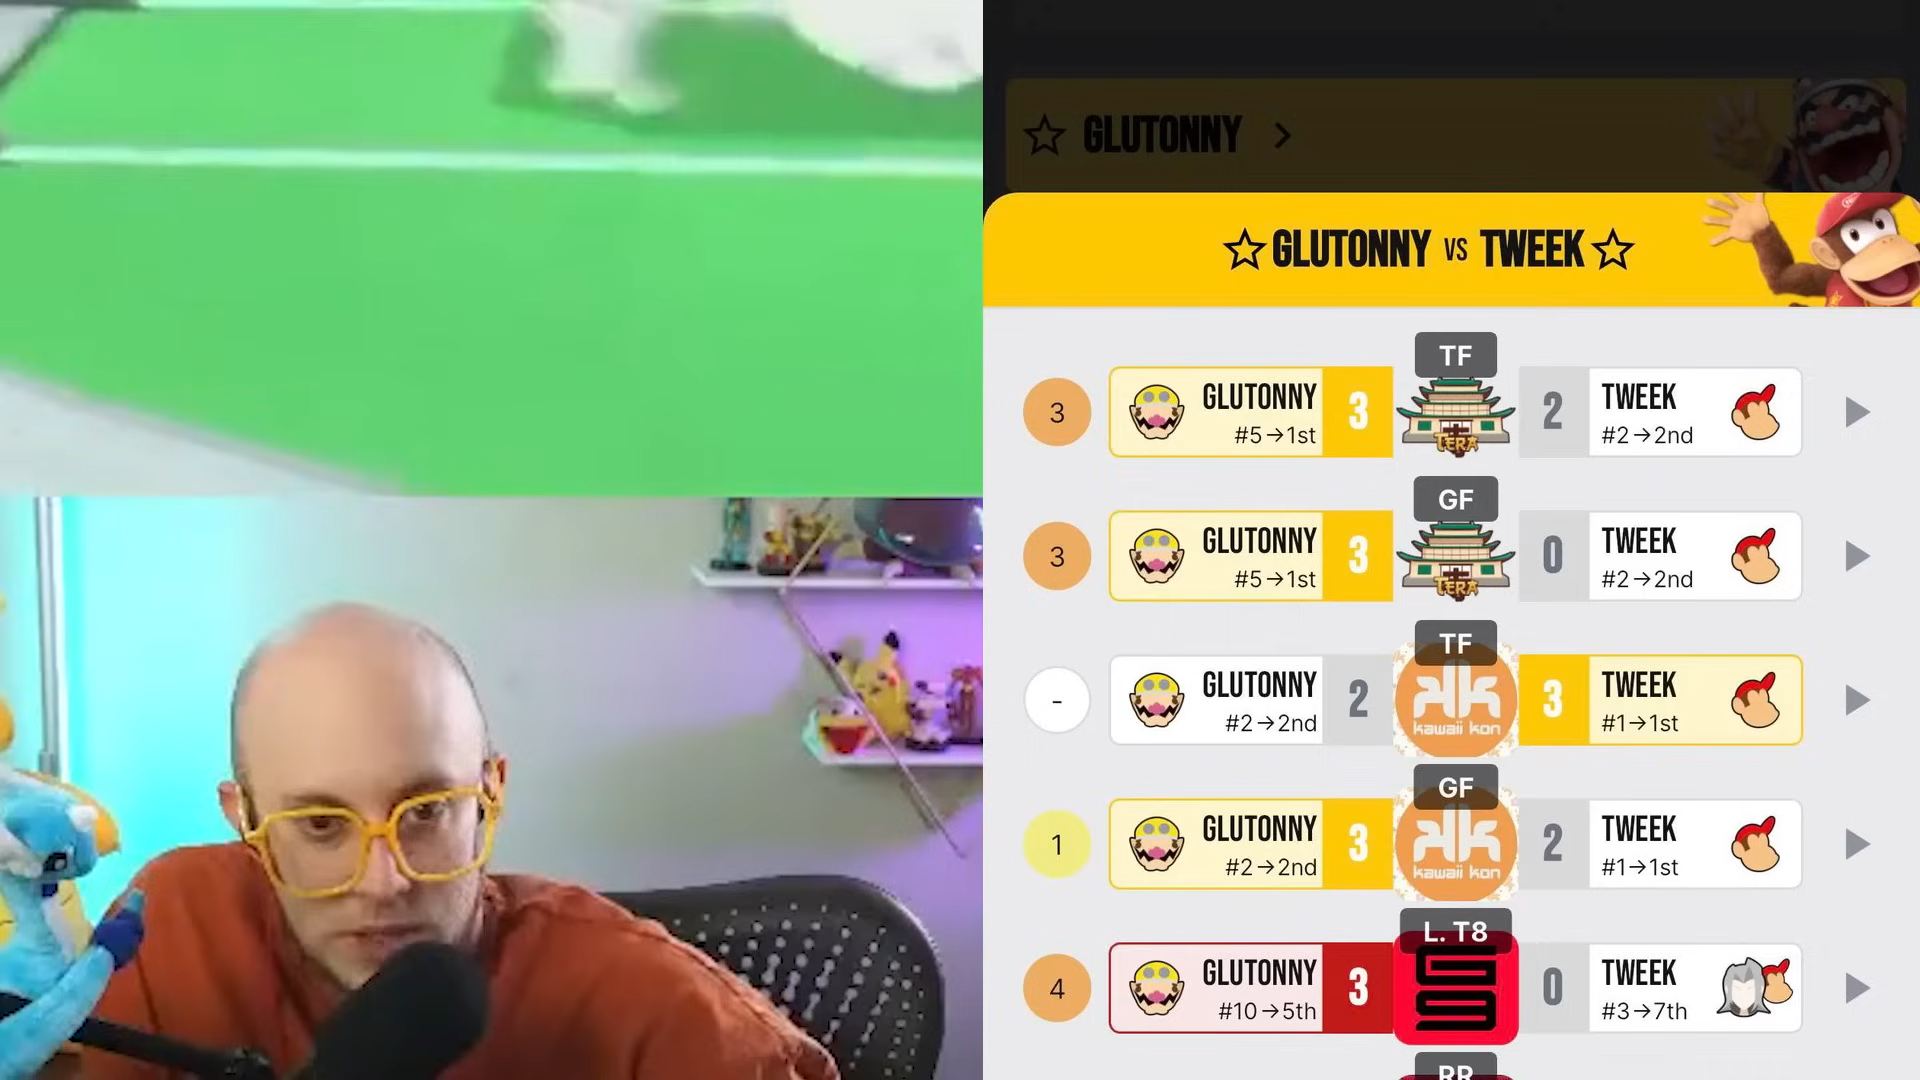 ☆ GLUTONNY >
☆ GLUTONNY VS TWEEK ☆
TF
3 GLUTONNY 3 TERA 2 TWEEK
#5→1st #2→2nd
GF
3 GLUTONNY 3 TERA 0 TWEEK
#5→1st #2→2nd
TF
- GLUTONNY 2 kawaii kon 3 TWEEK
#2→2nd #1→1st
GF
1 GLUTONNY 3 kawaii kon 2 TWEEK
#2→2nd #1→1st
L. T8
4 GLUTONNY 3 0 TWEEK
#10→5th #3→7th
RR